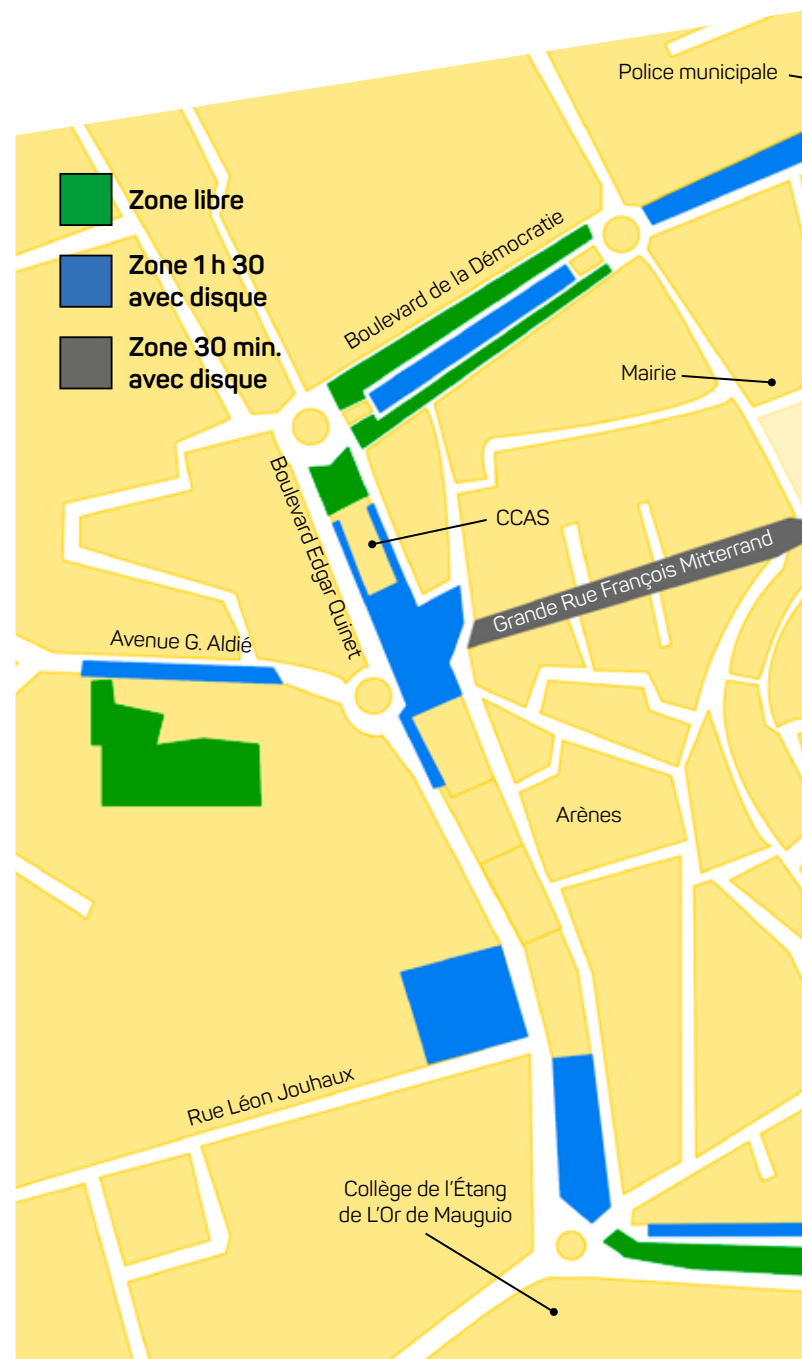 Police municipale
Zone libre
Zone 1 h 30
avec disque
Zone 30 min.
avec disque
Boulevard de la Démocratie
Mairie
Boulevard Edgar Quinet
CCAS
Grande Rue François Mitterrand
Avenue G. Aldié
Arènes
Rue Léon Jouhaux
Collège de l'Étang
de L'Or de Mauguio